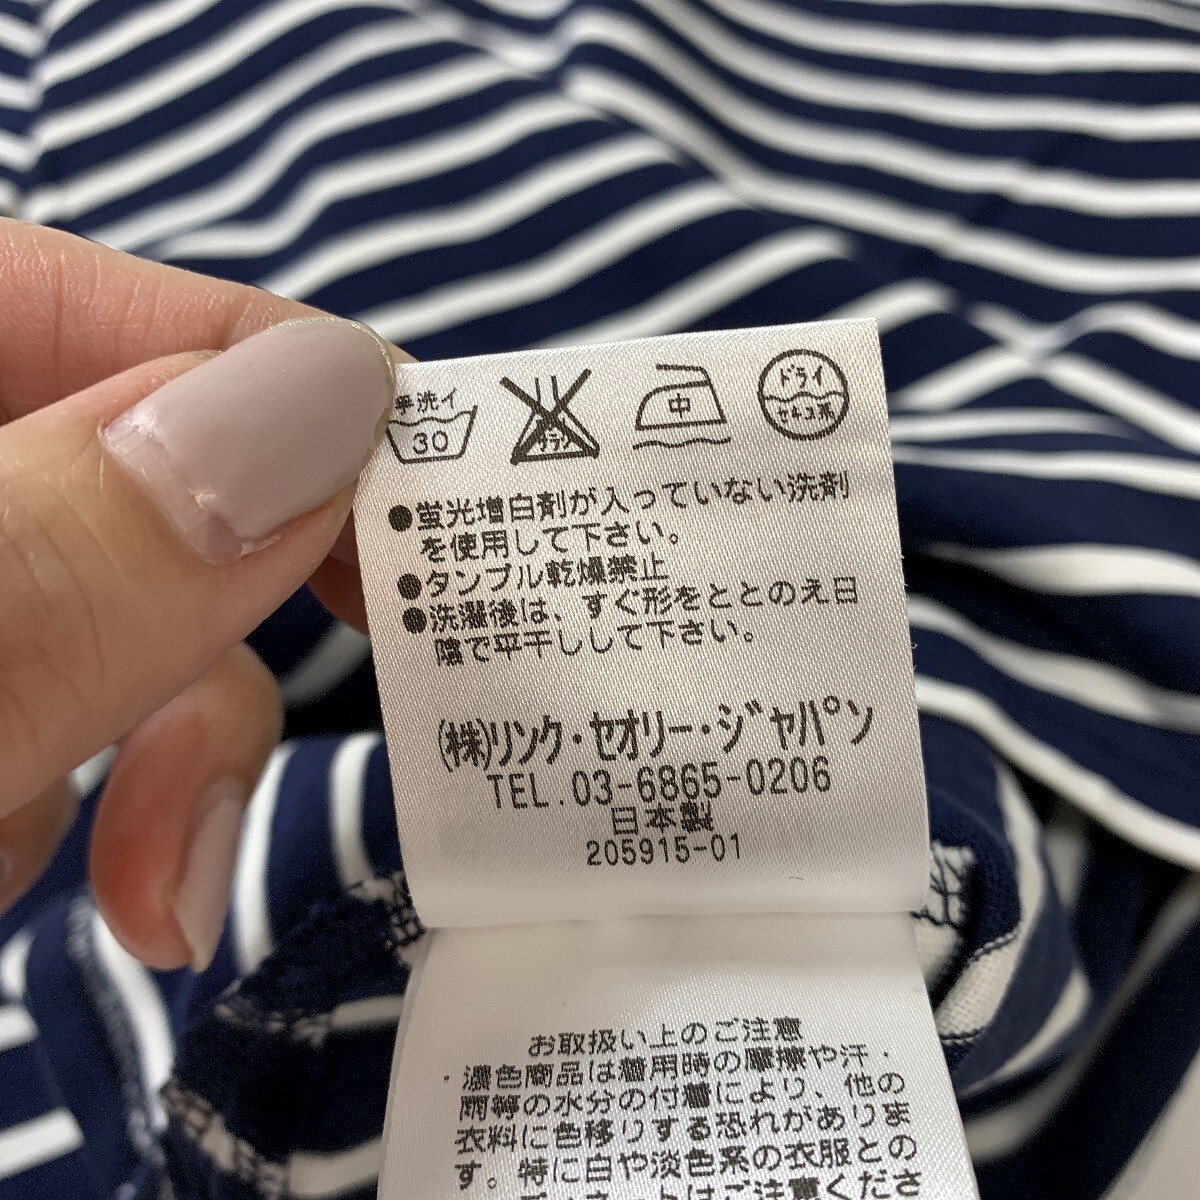 手洗イ
30
中
ドライ
セキユ系
●蛍光増白剤が入っていない洗剤
を使用して下さい。
●タンブル乾燥禁止
●洗濯後は、すぐ形をととのえ日
陰で平干しして下さい。
(株)リンク・セオリー・ジャパン
TEL.03-6865-0206
日本製
205915-01
お取扱い上のご注意
・濃色商品は着用時の摩擦や汗・
雨等の水分の付着により、他の
衣料に色移りする恐れがありま
す。特に白や淡色系の衣服との
はご注意くださ